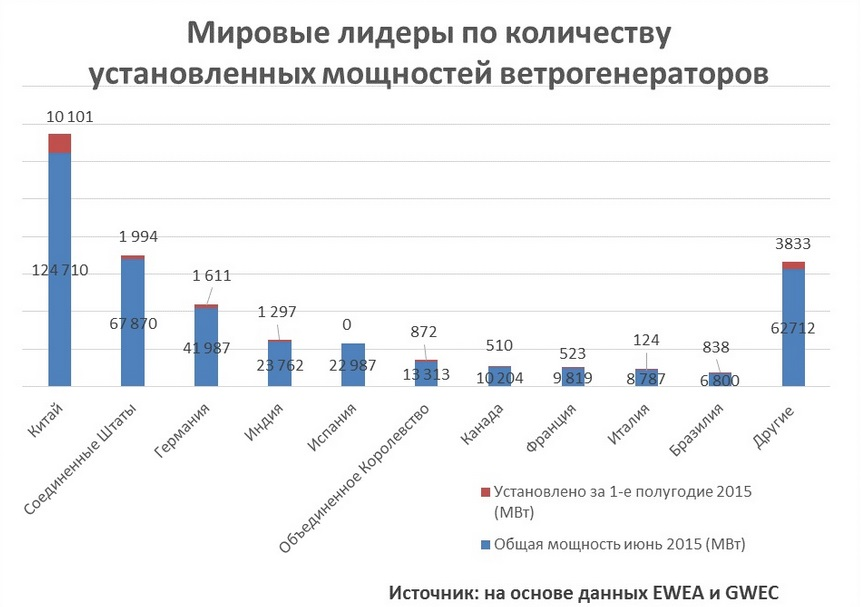 Мировые лидеры по количеству
установленных мощностей ветрогенераторов
10 101
1 994
1 611
1 297
0
872
510
523
124
838
3833
124 710
67 870
41 987
23 762
22 987
13 313
10 204
9 819
8 787
6 800
62712
Китай
Соединенные Штаты
Германия
Индия
Испания
Объединенное Королевство
Канада
Франция
Италия
Бразилия
Другие
Установлено за 1-е полугодие 2015
(МВт)
Общая мощность июнь 2015 (МВт)
Источник: на основе данных EWEA и GWEC